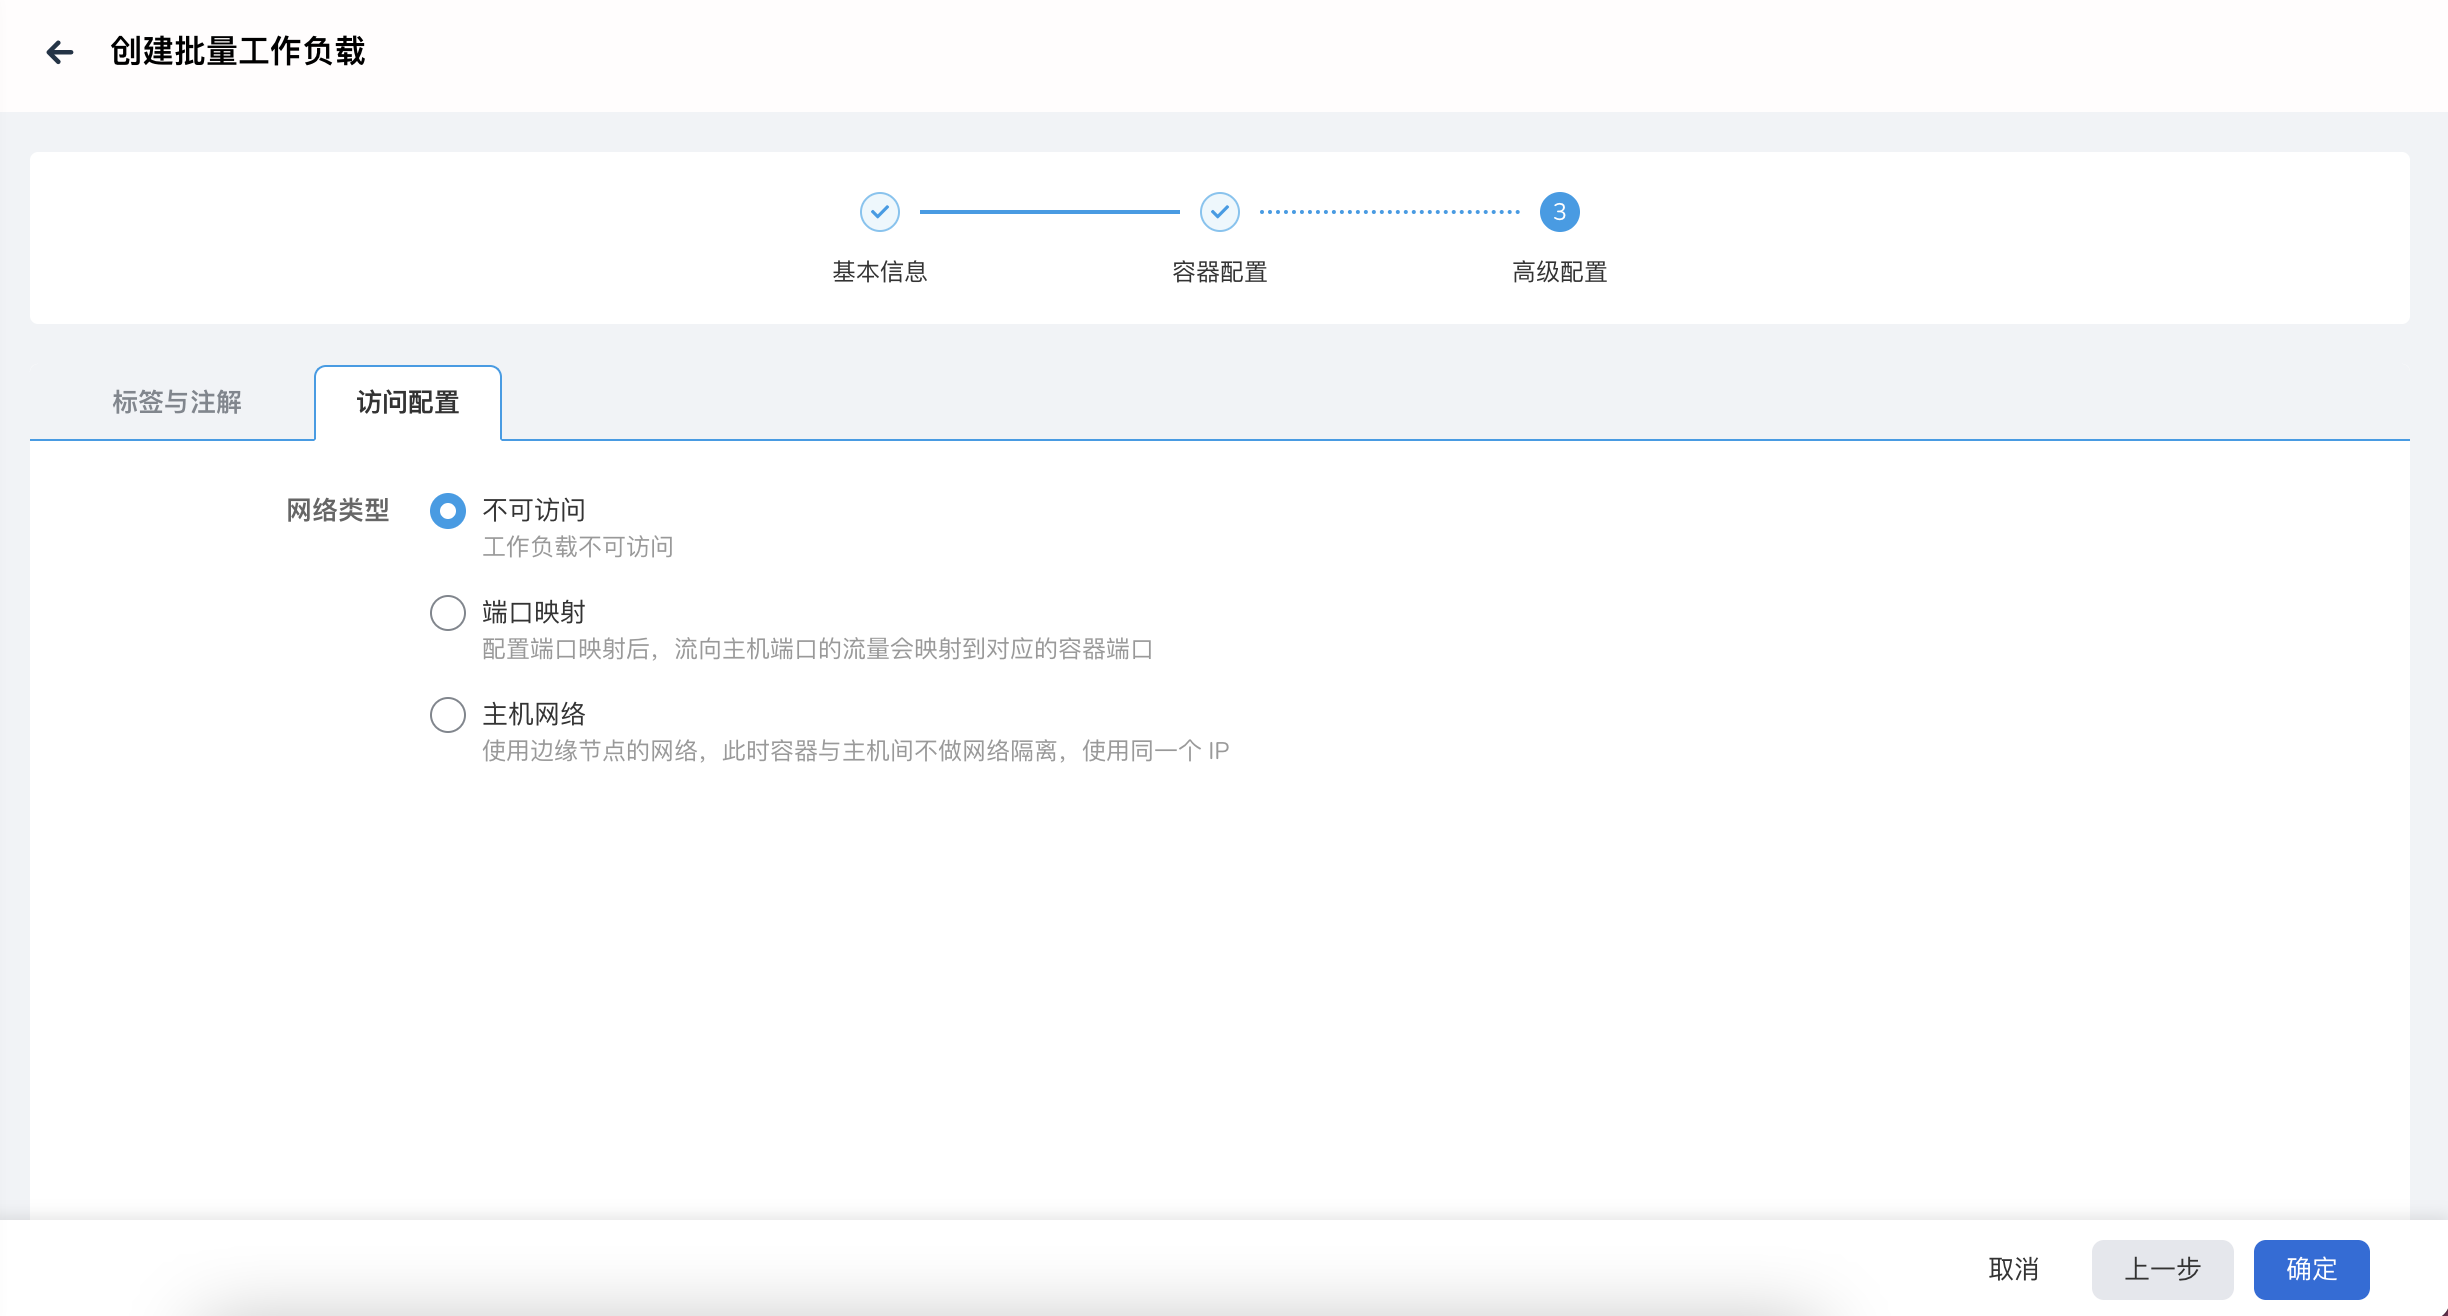 创建批量工作负载
3
基本信息
容器配置
高级配置
标签与注解
访问配置
网络类型
不可访问
工作负载不可访问
端口映射
配置端口映射后，流向主机端口的流量会映射到对应的容器端口
主机网络
使用边缘节点的网络，此时容器与主机间不做网络隔离，使用同一个 IP
取消
上一步
确定